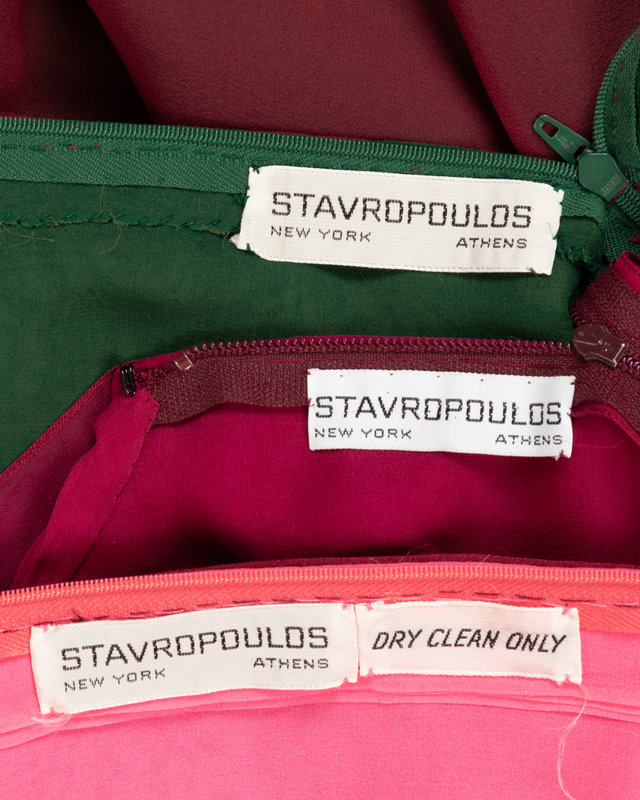 STAVROPOULOS
NEW YORK ATHENS
STAVROPOULOS
NEW YORK ATHENS
STAVROPOULOS
NEW YORK ATHENS
DRY CLEAN ONLY